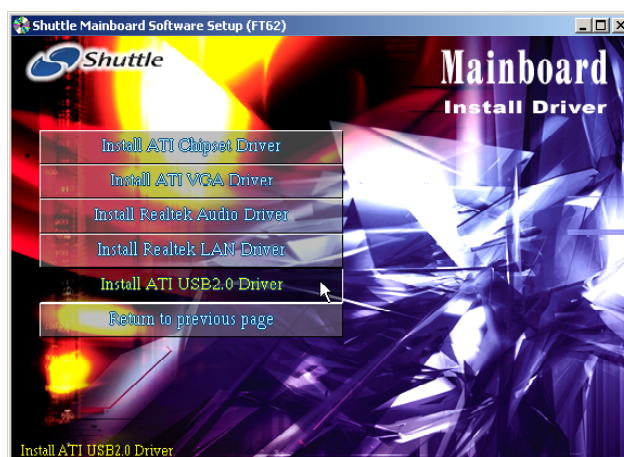 Shuttle Mainboard Software Setup (FT62)
Shuttle
Mainboard
Install Driver
Install ATI Chipset Driver
Install ATI VGA Driver
Install Realtek Audio Driver
Install Realtek LAN Driver
Install ATI USB2.0 Driver
Return to previous page
Install ATI USB2.0 Driver